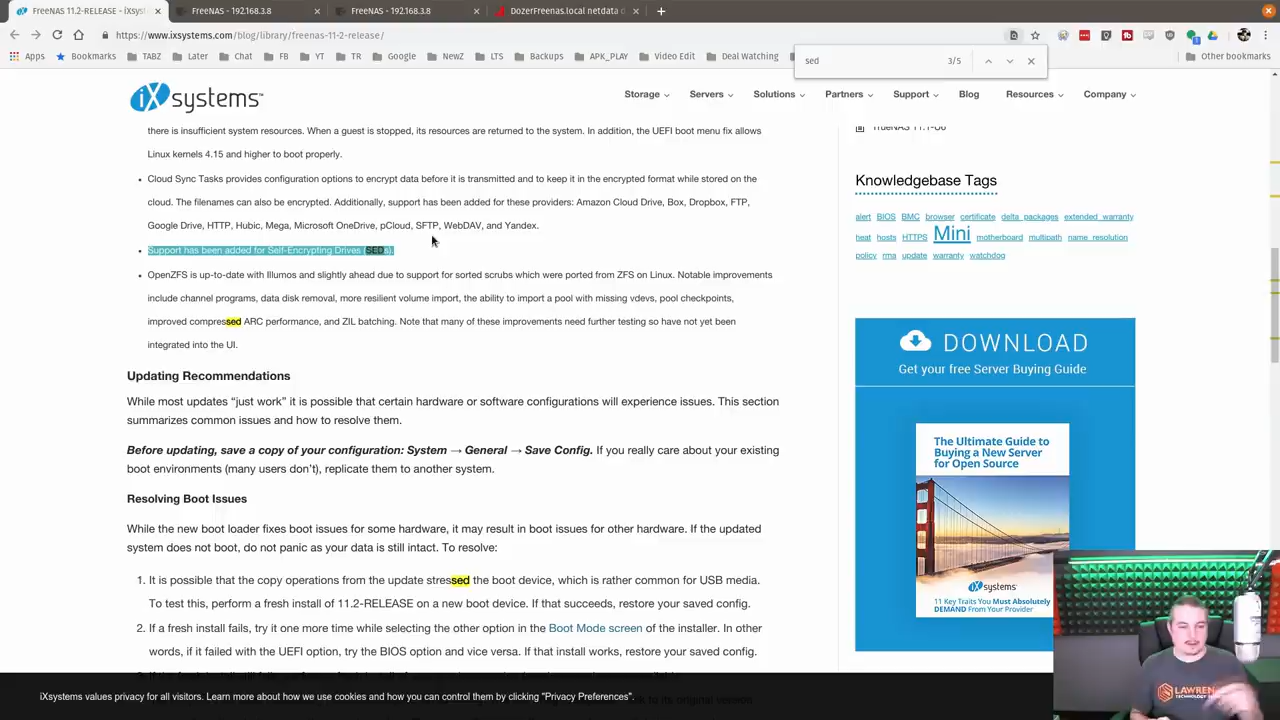 FreeNAS 11.2-RELEASE - iXsyst
FreeNAS - 192.168.3.8
FreeNAS - 192.168.3.8
DozerFreenas.local netdata d
https://www.ixsystems.com/blog/library/freenas-11-2-release/
Apps
Bookmarks
TABZ
Later
Chat
FB
YT
TR
Google
NewZ
LTS
Backups
APK_PLAY
Video Edit
Deal Watching
Other bookmarks
sed
3/5
iXsystems
Storage
Servers
Solutions
Partners
Support
Blog
Resources
Company
there is insufficient system resources. When a guest is stopped, its resources are returned to the system. In addition, the UEFI boot menu fix allows
Linux kernels 4.15 and higher to boot properly.
• Cloud Sync Tasks provides configuration options to encrypt data before it is transmitted and to keep it in the encrypted format while stored on the
cloud. The filenames can also be encrypted. Additionally, support has been added for these providers: Amazon Cloud Drive, Box, Dropbox, FTP,
Google Drive, HTTP, Hubic, Mega, Microsoft OneDrive, pCloud, SFTP, WebDAV, and Yandex.
• Support has been added for Self-Encrypting Drives (SEDs).
• OpenZFS is up-to-date with Illumos and slightly ahead due to support for sorted scrubs which were ported from ZFS on Linux. Notable improvements
include channel programs, data disk removal, more resilient volume import, the ability to import a pool with missing vdevs, pool checkpoints,
improved compressed ARC performance, and ZIL batching. Note that many of these improvements need further testing so have not yet been
integrated into the UI.
Updating Recommendations
While most updates “just work” it is possible that certain hardware or software configurations will experience issues. This section
summarizes common issues and how to resolve them.
Before updating, save a copy of your configuration: System → General → Save Config. If you really care about your existing
boot environments (many users don’t), replicate them to another system.
Resolving Boot Issues
While the new boot loader fixes boot issues for some hardware, it may result in boot issues for other hardware. If the updated
system does not boot, do not panic as your data is still intact. To resolve:
1. It is possible that the copy operations from the update stressed the boot device, which is rather common for USB media.
To test this, perform a fresh install of 11.2-RELEASE on a new boot device. If that succeeds, restore your saved config.
2. If a fresh install fails, try it one more time while selecting the other option in the Boot Mode screen of the installer. In other
words, if it failed with the UEFI option, try the BIOS option and vice versa. If that install works, restore your saved config.
iXsystems values privacy for all visitors. Learn more about how we use cookies and how you can control them by clicking "Privacy Preferences".
TrueNAS 11.1-U6
Knowledgebase Tags
alert BIOS BMC browser certificate delta_packages extended_warranty
heat hosts HTTPS Mini motherboard multipath name_resolution
policy rma update warranty watchdog
DOWNLOAD
Get your free Server Buying Guide
The Ultimate Guide to
Buying a New Server
for Open Source
iXsystems
11 Key Traits You Must Absolutely
DEMAND From Your Provider
LAWREN